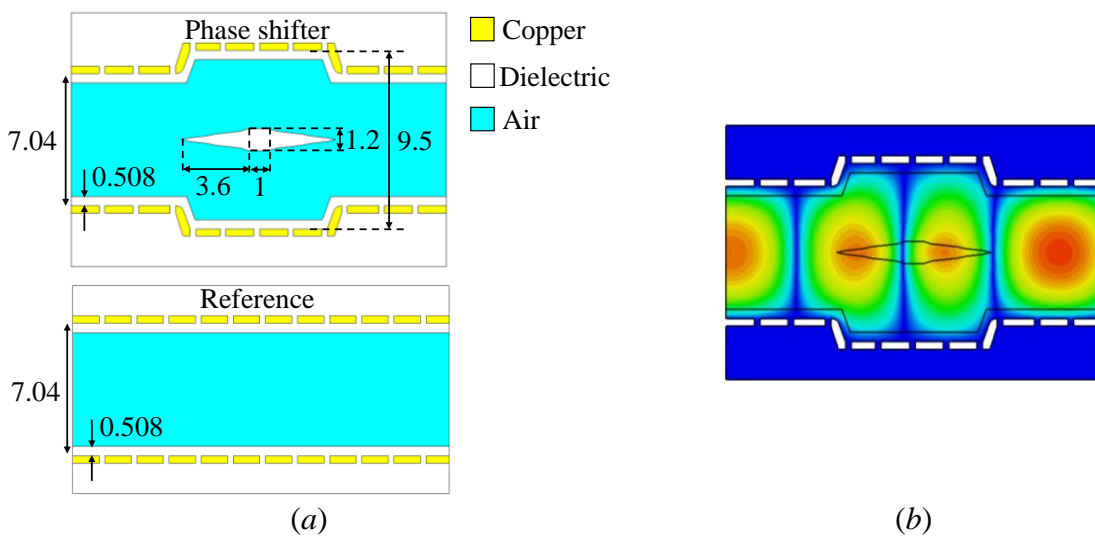 Phase shifter
Copper
Dielectric
Air
7.04
1.2
9.5
0.508
3.6
1
Reference
7.04
0.508
(a)
(b)